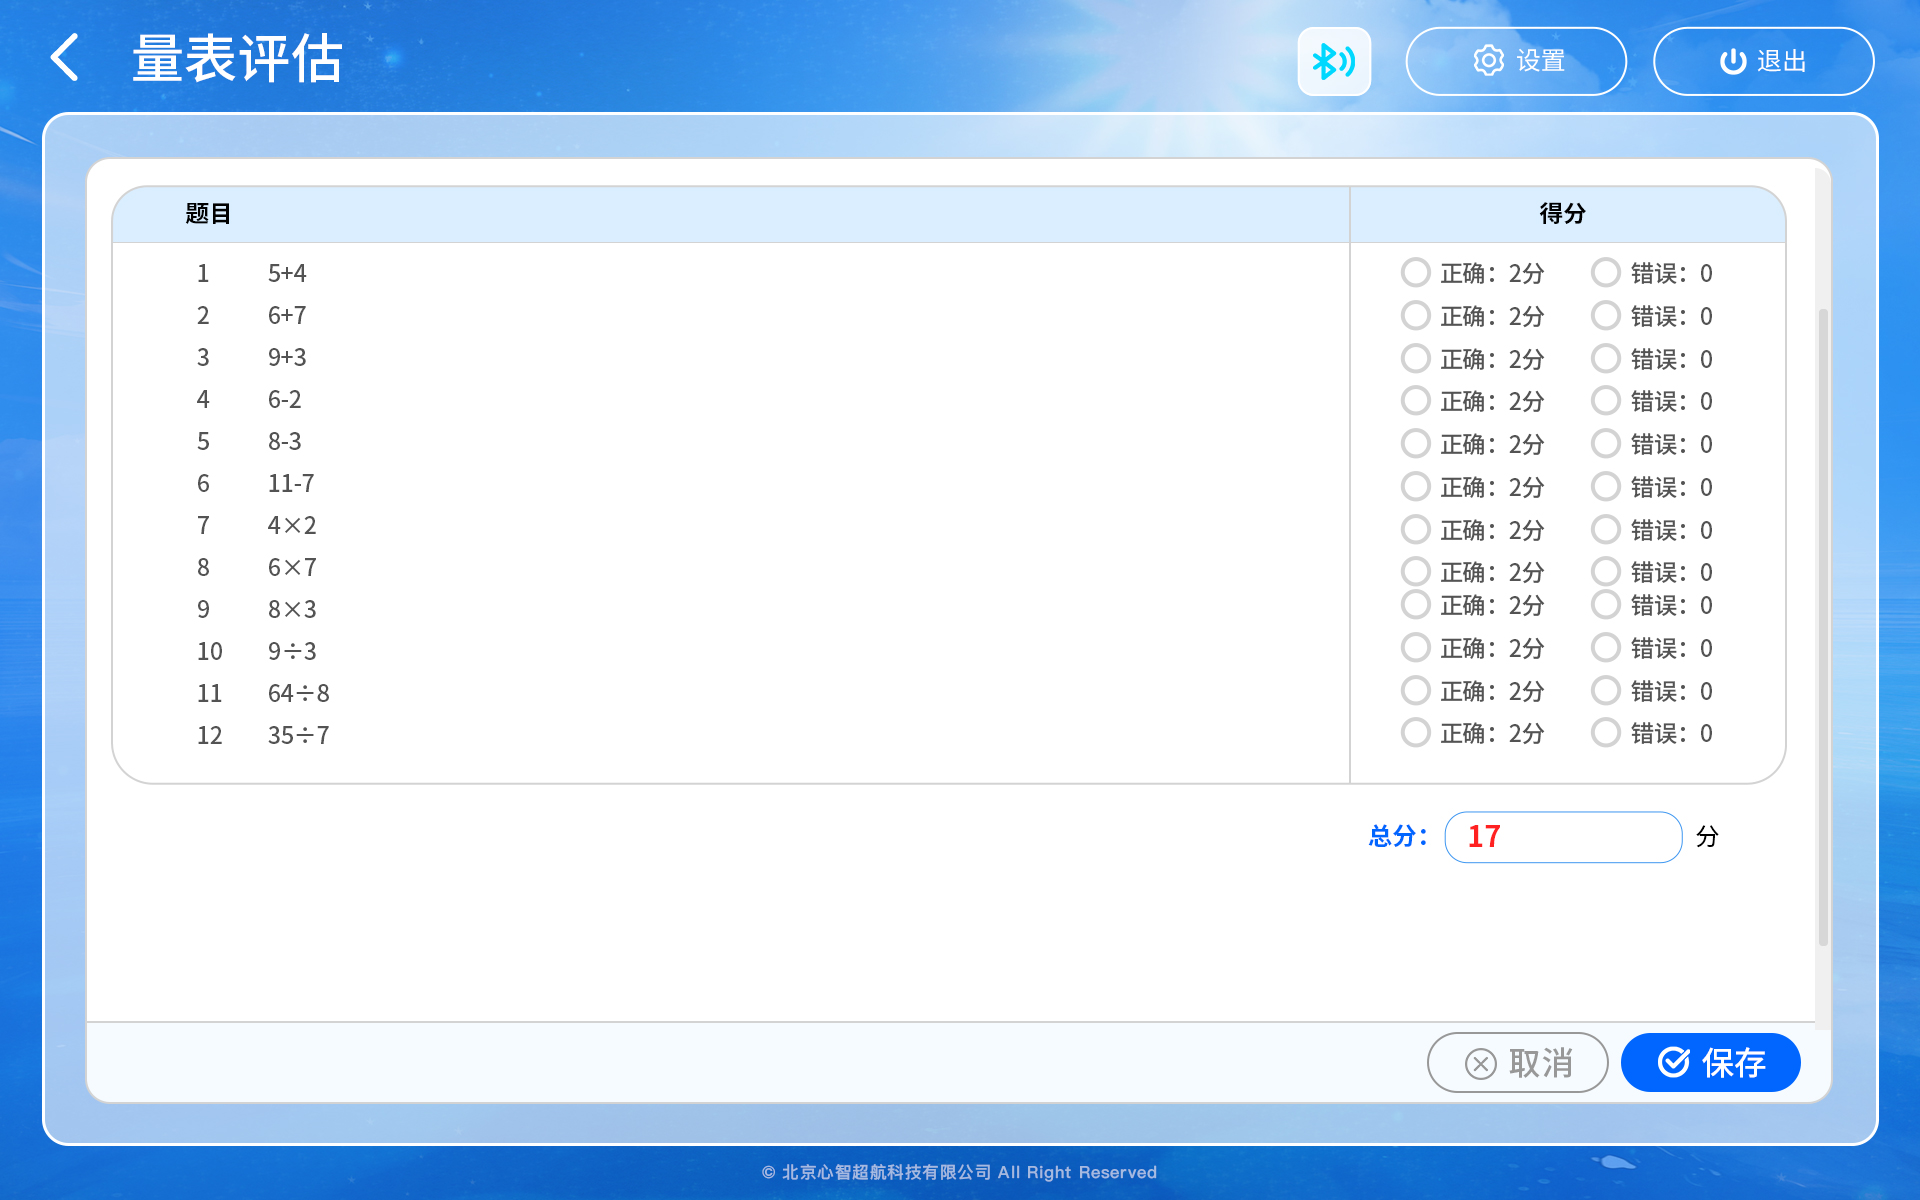 量表评估
设置
退出
题目 得分
1 5+4 正确：2分 错误：0
2 6+7 正确：2分 错误：0
3 9+3 正确：2分 错误：0
4 6-2 正确：2分 错误：0
5 8-3 正确：2分 错误：0
6 11-7 正确：2分 错误：0
7 4×2 正确：2分 错误：0
8 6×7 正确：2分 错误：0
9 8×3 正确：2分 错误：0
10 9÷3 正确：2分 错误：0
11 64÷8 正确：2分 错误：0
12 35÷7 正确：2分 错误：0
总分： 17 分
取消
保存
© 北京心智超航科技有限公司 All Right Reserved